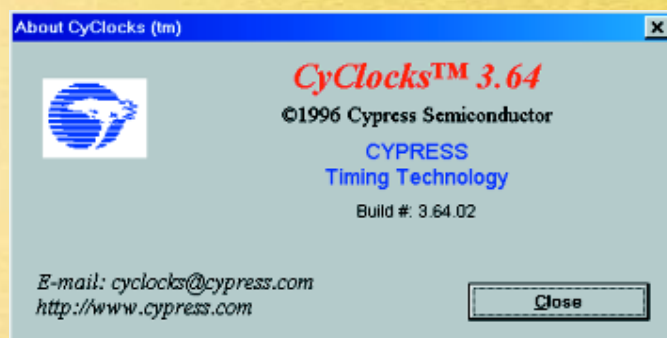 About CyClocks (tm)
CyClocks™ 3.64
©1996 Cypress Semiconductor
CYPRESS
Timing Technology
Build #: 3.64.02
E-mail: cyclocks@cypress.com
http://www.cypress.com
Close